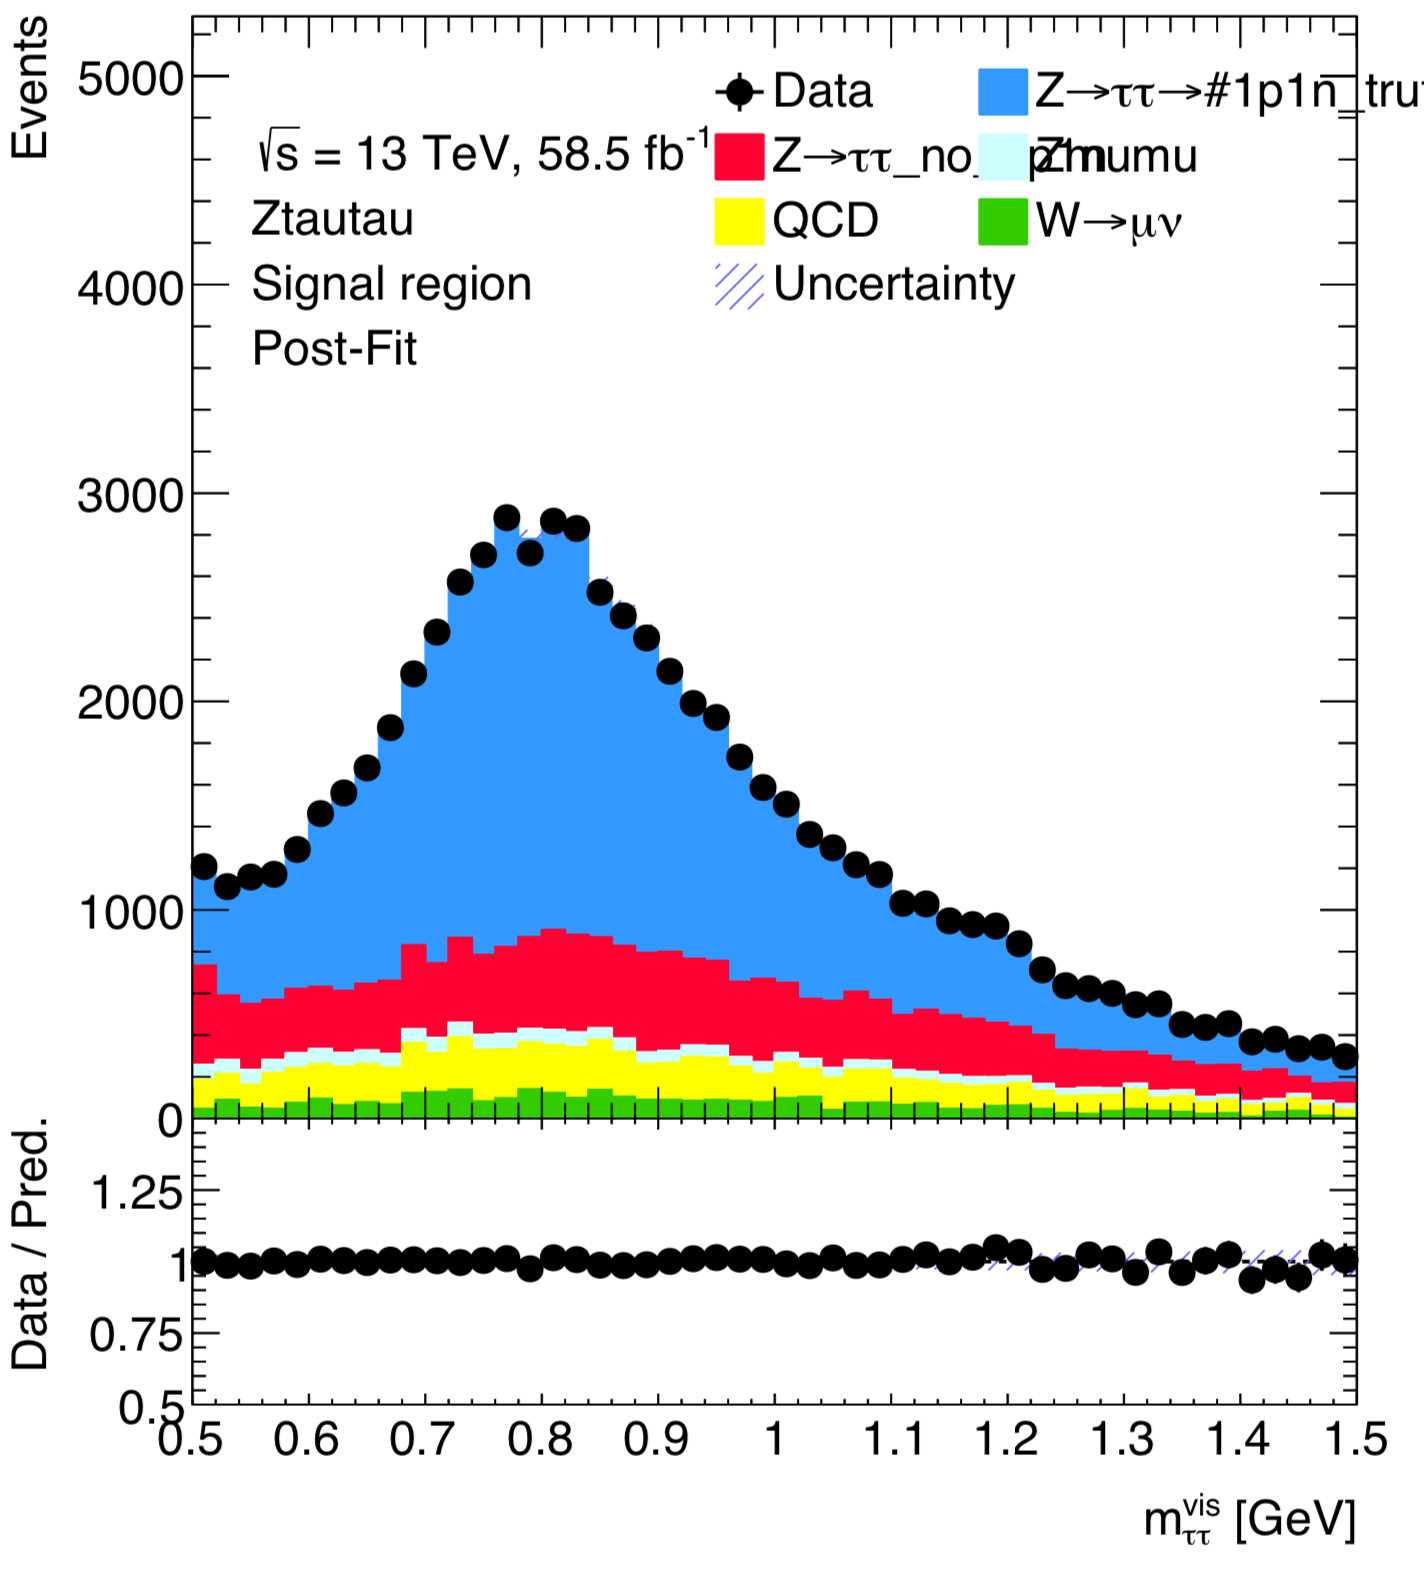 Events
5000
4000
3000
2000
1000
0
√s = 13 TeV, 58.5 fb⁻¹
Ztautau
Signal region
Post-Fit
Data
Z→ττ→#1p1n_tru
Z→ττ_no_
Zmumu
QCD
W→μν
Uncertainty
Data / Pred.
1.25
1
0.75
0.5
0.5 0.6 0.7 0.8 0.9 1 1.1 1.2 1.3 1.4 1.5
m_ττ^vis [GeV]